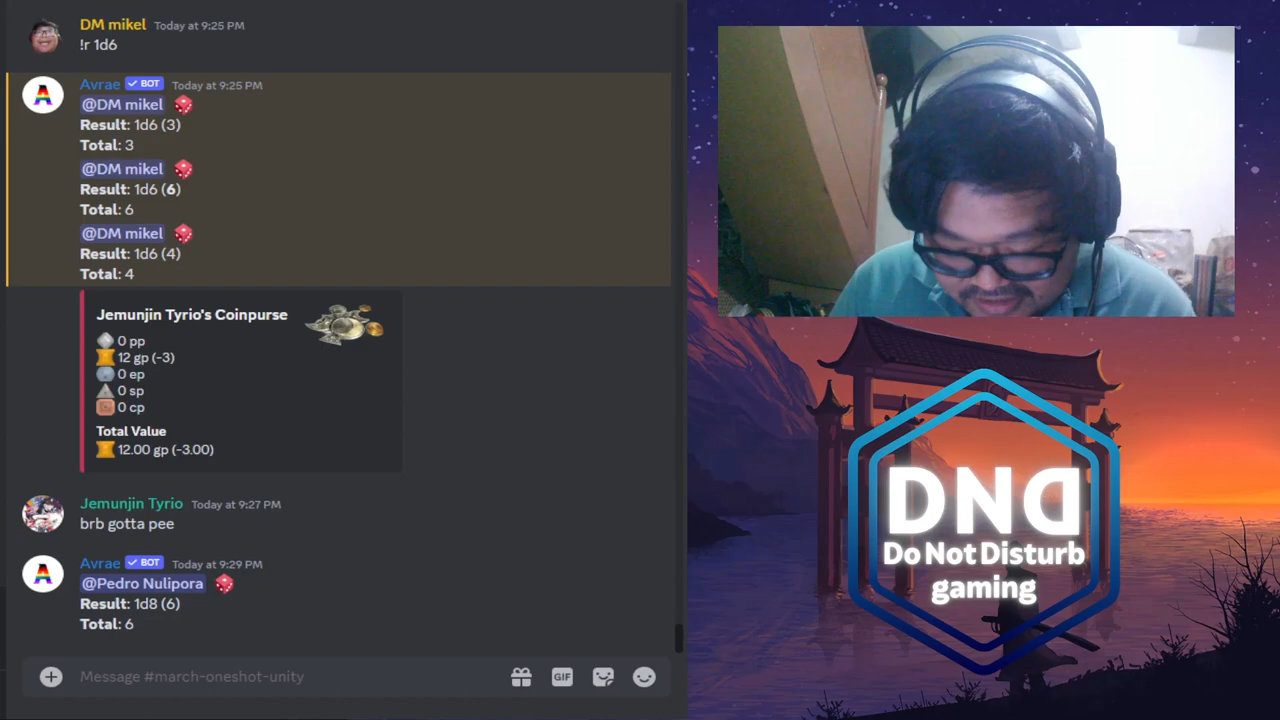 DM mikel Today at 9:25 PM
!r 1d6
A Avrae BOT Today at 9:25 PM
@DM mikel
Result: 1d6 (3)
Total: 3
@DM mikel
Result: 1d6 (6)
Total: 6
@DM mikel
Result: 1d6 (4)
Total: 4
Jemunjin Tyrio's Coinpurse
0 pp
12 gp (-3)
0 ep
0 sp
0 cp
Total Value
12.00 gp (-3.00)
Jemunjin Tyrio Today at 9:27 PM
brb gotta pee
A Avrae BOT Today at 9:29 PM
@Pedro Nulipora
Result: 1d8 (6)
Total: 6
Message #march-oneshot-unity
GIF
DND
Do Not Disturb
gaming